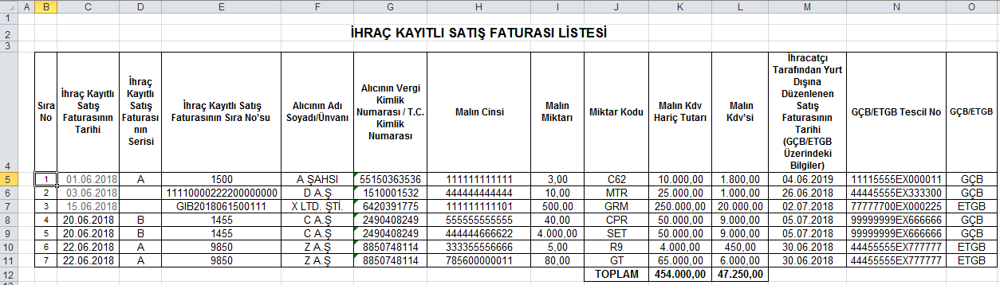 A B C D E F G H I J K L M N O
1
2 İHRAÇ KAYITLI SATIŞ FATURASI LİSTESİ
3
4 Sıra No İhraç Kayıtlı Satış Faturasının Tarihi İhraç Kayıtlı Satış Faturasının Serisi İhraç Kayıtlı Satış Faturasının Sıra No'su Alıcının Adı Soyadı/Ünvanı Alıcının Vergi Kimlik Numarası / T.C. Kimlik Numarası Malın Cinsi Malın Miktarı Miktar Kodu Malın Kdv Hariç Tutarı Malın Kdv'si İhracatçı Tarafından Yurt Dışına Düzenlenen Satış Faturasının Tarihi (GÇB/ETGB Üzerindeki Bilgiler) GÇB/ETGB Tescil No GÇB/ETGB
5 1 01.06.2018 A 1500 A ŞAHSI 55150363536 111111111111 3,00 C62 10.000,00 1.800,00 04.06.2019 11115555EX000011 GÇB
6 2 03.06.2018 11110000222200000000 D A.Ş 1510001532 444444444444 10,00 MTR 25.000,00 1.000,00 26.06.2018 44445555EX333300 GÇB
7 3 15.06.2018 GIB2018061500111 X LTD. ŞTİ. 6420391775 111111111101 500,00 GRM 250.000,00 20.000,00 02.07.2018 77777700EX000225 ETGB
8 4 20.06.2018 B 1455 C A.Ş 2490408249 555555555555 40,00 CPR 50.000,00 9.000,00 05.07.2018 99999999EX666666 GÇB
9 5 20.06.2018 B 1455 C A.Ş 2490408249 444444666622 4.000,00 SET 50.000,00 9.000,00 05.07.2018 99999999EX666666 GÇB
10 6 22.06.2018 A 9850 Z A.Ş 8850748114 333355556666 5,00 R9 4.000,00 450,00 30.06.2018 44455555EX777777 ETGB
11 7 22.06.2018 A 9850 Z A.Ş 8850748114 785600000011 80,00 GT 65.000,00 6.000,00 30.06.2018 44455555EX777777 ETGB
12 TOPLAM 454.000,00 47.250,00